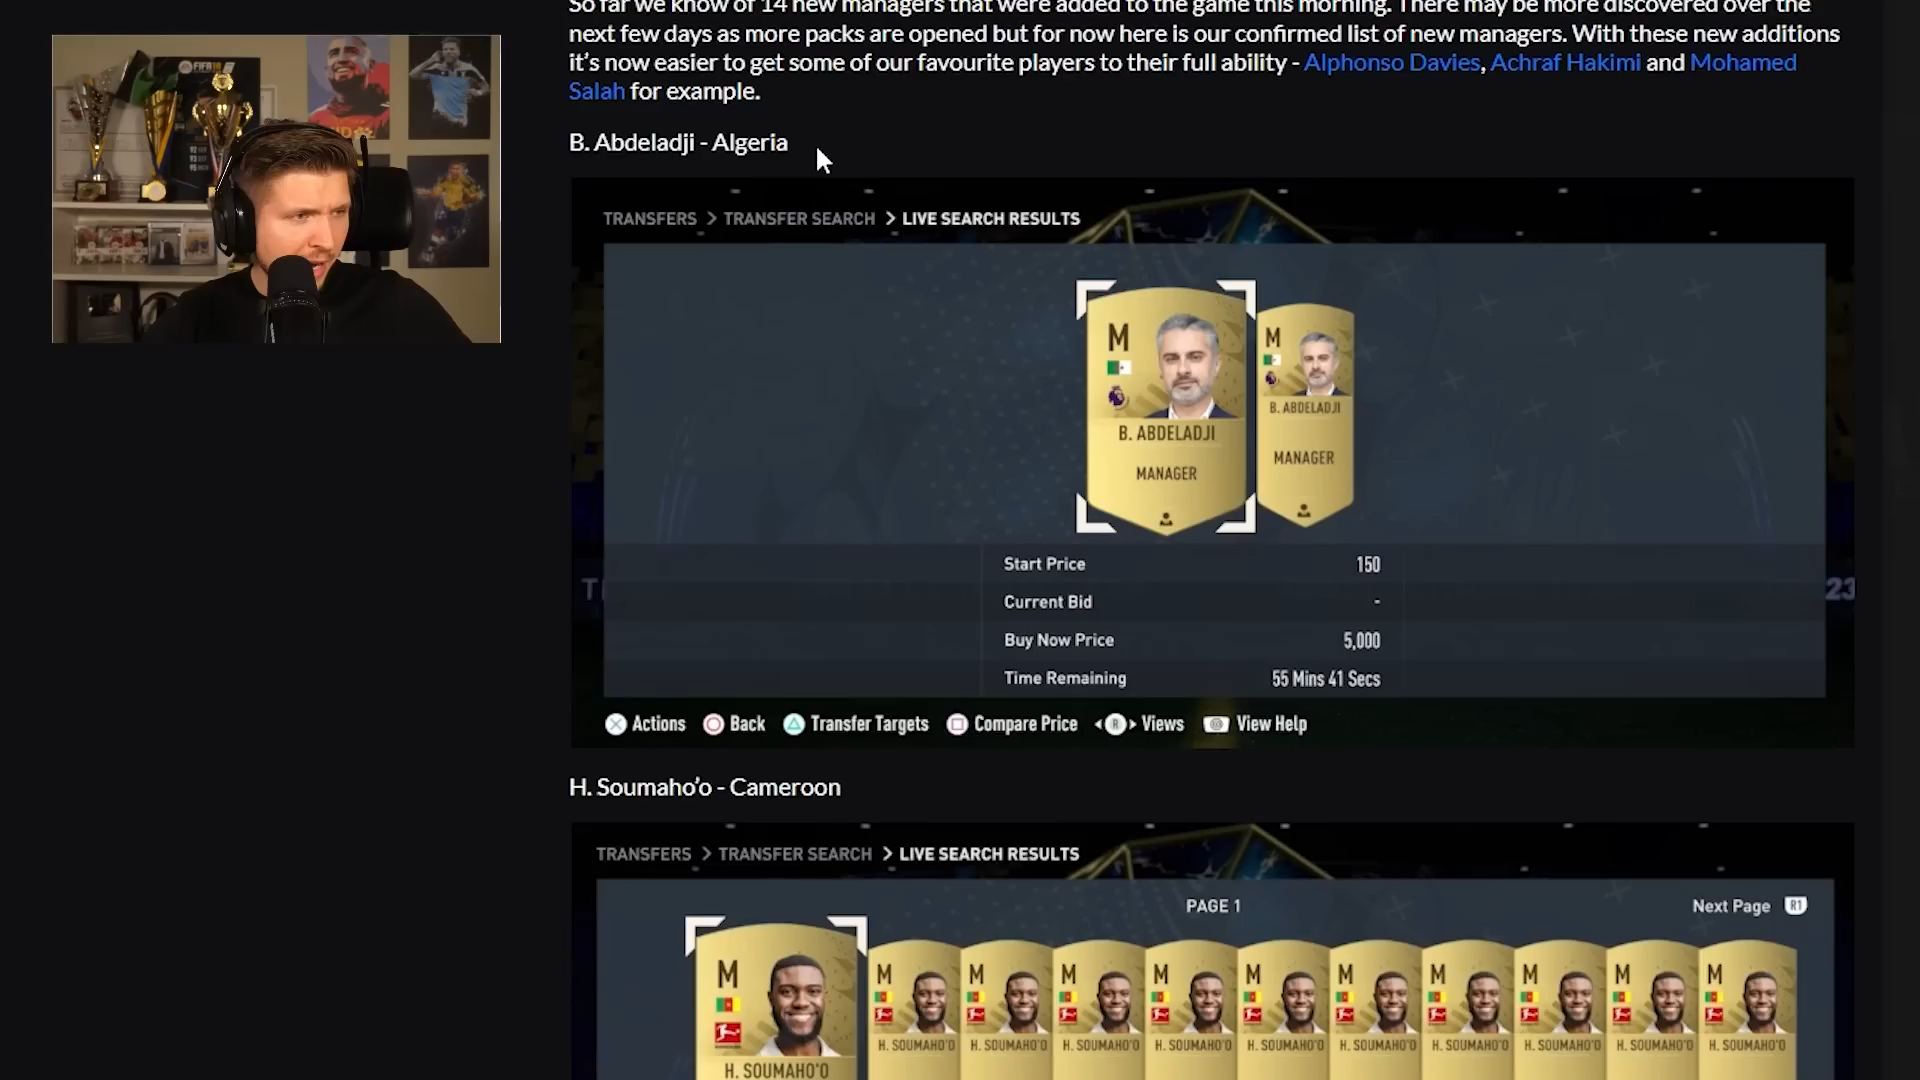 So far we know of 14 new managers that were added to the game this morning. There may be more discovered over the
next few days as more packs are opened but for now here is our confirmed list of new managers. With these new additions
it's now easier to get some of our favourite players to their full ability - Alphonso Davies, Achraf Hakimi and Mohamed
Salah for example.
B. Abdeladji - Algeria
TRANSFERS > TRANSFER SEARCH > LIVE SEARCH RESULTS
M
M
B. ABDELADJI
B. ABDELADJI
MANAGER
MANAGER
Start Price 150
Current Bid -
Buy Now Price 5,000
Time Remaining 55 Mins 41 Secs
23
Actions Back Transfer Targets Compare Price R Views View Help
H. Soumaho'o - Cameroon
TRANSFERS > TRANSFER SEARCH > LIVE SEARCH RESULTS
PAGE 1
Next Page R1
M M M M M M M M M M M
H. SOUMAHO'O H. SOUMAHO'O H. SOUMAHO'O H. SOUMAHO'O H. SOUMAHO'O H. SOUMAHO'O H. SOUMAHO'O H. SOUMAHO'O H. SOUMAHO'O H. SOUMAHO'O
H. SOUMAHO'O